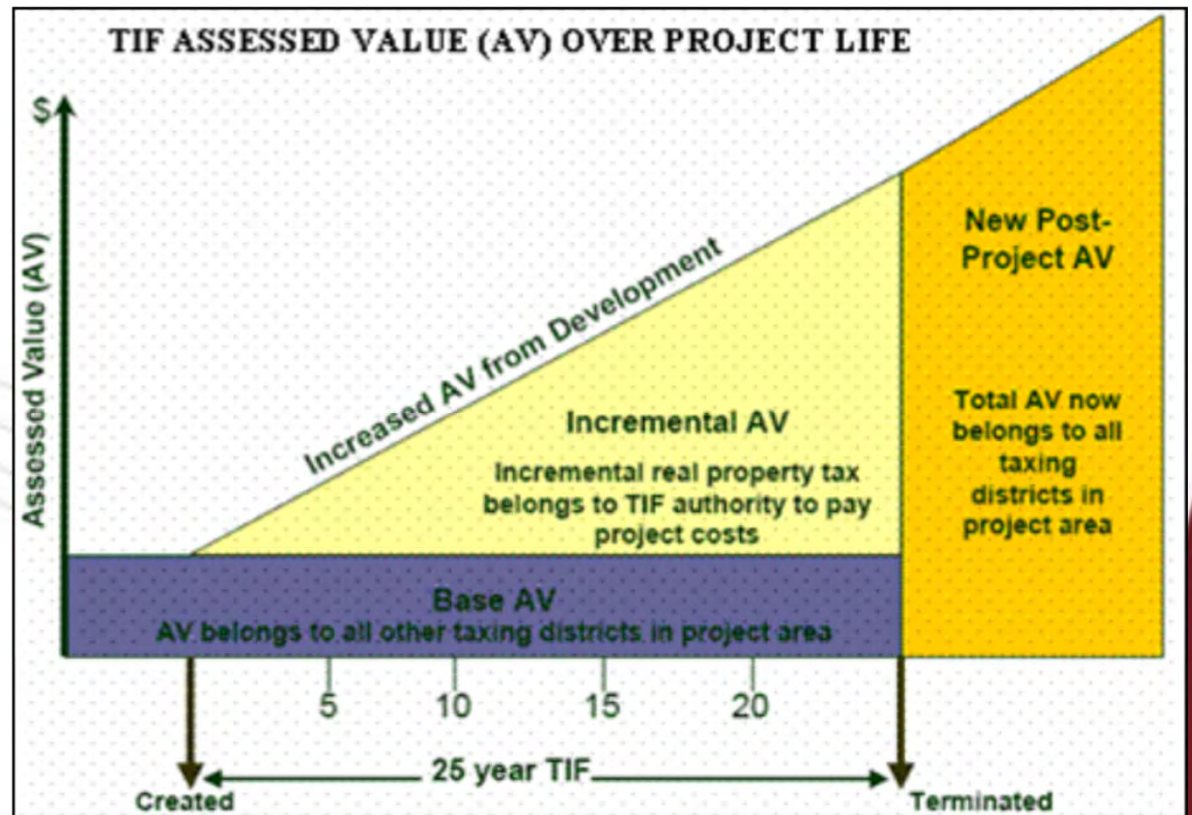 TIF ASSESSED VALUE (AV) OVER PROJECT LIFE
$
Assessed Value (AV)
Increased AV from Development
New Post-
Project AV
Incremental AV
Incremental real property tax
belongs to TIF authority to pay
project costs
Total AV now
belongs to all
taxing
districts in
project area
Base AV
AV belongs to all other taxing districts in project area
5
10
15
20
25 year TIF
Created
Terminated